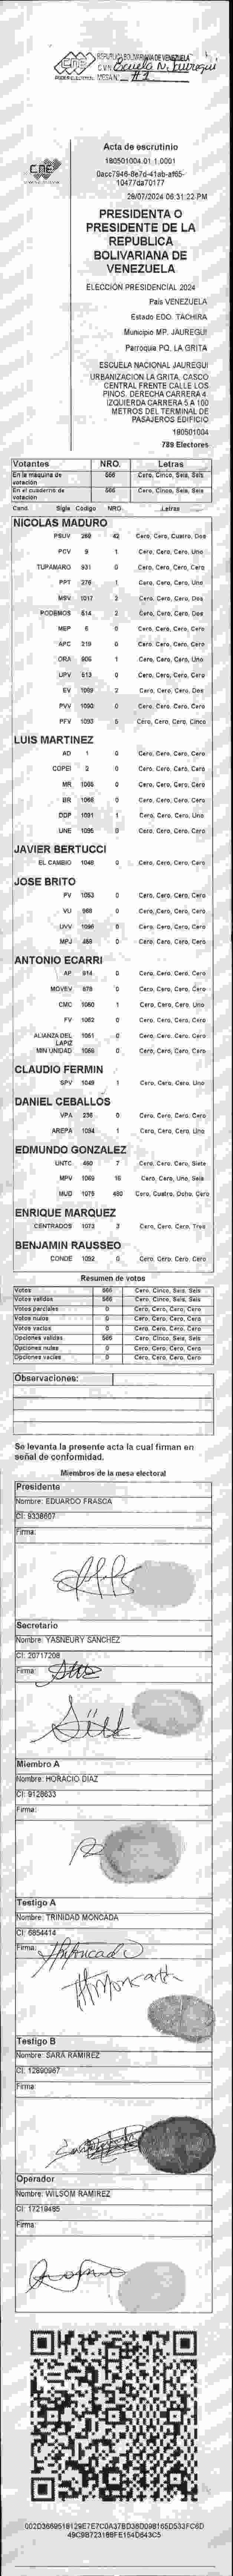 REPUBLICA BOLIVARIANA DE VENEZUELA
CNE
C.V.N: Escuela N. Jauregui
PODER ELECTORAL MESA Nº: #1
Acta de escrutinio
180501004.01.1.0001
10477da70177
28/07/2024 06:31:22 PM
PRESIDENTA O
PRESIDENTE DE LA
REPUBLICA
BOLIVARIANA DE
VENEZUELA
ELECCIÓN PRESIDENCIAL 2024
País VENEZUELA
Estado EDO. TÁCHIRA
Municipio MP. JÁUREGUI
Parroquia PQ. LA GRITA
ESCUELA NACIONAL JAUREGUI
URBANIZACION LA GRITA, CASCO
CENTRAL FRENTE CALLE LOS
PINOS. DERECHA CARRERA 4.
IZQUIERDA CARRERA 5 A 100
METROS DEL TERMINAL DE
PASAJEROS EDIFICIO
180501004
789 Electores
Votantes NRO. Letras
En la máquina de votación 566 Cero, Cinco, Seis, Seis
En el cuaderno de votación 566 Cero, Cinco, Seis, Seis
Cand. Sigla Código NRO. Letras
NICOLAS MADURO
PSUV 269 42 Cero, Cero, Cuatro, Dos
PCV 9 1 Cero, Cero, Cero, Uno
TUPAMARO 931 0 Cero, Cero, Cero, Cero
PPT 276 1 Cero, Cero, Cero, Uno
MSV 1017 2 Cero, Cero, Cero, Dos
PODEMOS 514 2 Cero, Cero, Cero, Dos
MEP 6 0 Cero, Cero, Cero, Cero
APC 219 0 Cero, Cero, Cero, Cero
ORA 906 1 Cero, Cero, Cero, Uno
UPV 613 0 Cero, Cero, Cero, Cero
EV 1069 2 Cero, Cero, Cero, Dos
PVV 1090 0 Cero, Cero, Cero, Cero
PFV 1093 5 Cero, Cero, Cero, Cinco
LUIS MARTINEZ
AD 1 0 Cero, Cero, Cero, Cero
COPEI 2 0 Cero, Cero, Cero, Cero
MR 1065 0 Cero, Cero, Cero, Cero
BR 1066 0 Cero, Cero, Cero, Cero
DDP 1091 1 Cero, Cero, Cero, Uno
UNE 1095 0 Cero, Cero, Cero, Cero
JAVIER BERTUCCI
EL CAMBIO 1048 0 Cero, Cero, Cero, Cero
JOSE BRITO
PV 1053 0 Cero, Cero, Cero, Cero
VU 968 0 Cero, Cero, Cero, Cero
UVV 1096 0 Cero, Cero, Cero, Cero
MPJ 488 0 Cero, Cero, Cero, Cero
ANTONIO ECARRI
AP 914 0 Cero, Cero, Cero, Cero
MOVEV 878 0 Cero, Cero, Cero, Cero
CMC 1060 1 Cero, Cero, Cero, Uno
FV 1062 0 Cero, Cero, Cero, Cero
ALIANZA DEL LAPIZ 1051 0 Cero, Cero, Cero, Cero
MIN UNIDAD 1056 0 Cero, Cero, Cero, Cero
CLAUDIO FERMIN
SPV 1049 1 Cero, Cero, Cero, Uno
DANIEL CEBALLOS
VPA 236 0 Cero, Cero, Cero, Cero
AREPA 1094 1 Cero, Cero, Cero, Uno
EDMUNDO GONZALEZ
UNTC 460 7 Cero, Cero, Cero, Siete
MPV 1069 16 Cero, Cero, Uno, Seis
MUD 1075 480 Cero, Cuatro, Ocho, Cero
ENRIQUE MARQUEZ
CENTRADOS 1073 3 Cero, Cero, Cero, Tres
BENJAMIN RAUSSEO
CONDE 1092 0 Cero, Cero, Cero, Cero
Resumen de votos
Votos 566 Cero, Cinco, Seis, Seis
Votos válidos 566 Cero, Cinco, Seis, Seis
Votos parciales 0 Cero, Cero, Cero, Cero
Votos nulos 0 Cero, Cero, Cero, Cero
Votos vacíos 0 Cero, Cero, Cero, Cero
Opciones válidas 566 Cero, Cinco, Seis, Seis
Opciones nulas 0 Cero, Cero, Cero, Cero
Opciones vacías 0 Cero, Cero, Cero, Cero
Observaciones:
Se levanta la presente acta la cual firman en
señal de conformidad.
Miembros de la mesa electoral
Presidente
Nombre: EDUARDO FRASCA
CI: 9338607
Firma:
Secretario
Nombre: YASNEURY SANCHEZ
CI: 20717208
Firma:
Miembro A
Nombre: HORACIO DIAZ
CI: 9128633
Firma:
Testigo A
Nombre: TRINIDAD MONCADA
CI: 6854414
Firma:
Testigo B
Nombre: SARA RAMIREZ
CI: 12890967
Firma:
Operador
Nombre: WILSOM RAMIREZ
CI: 17219485
Firma: